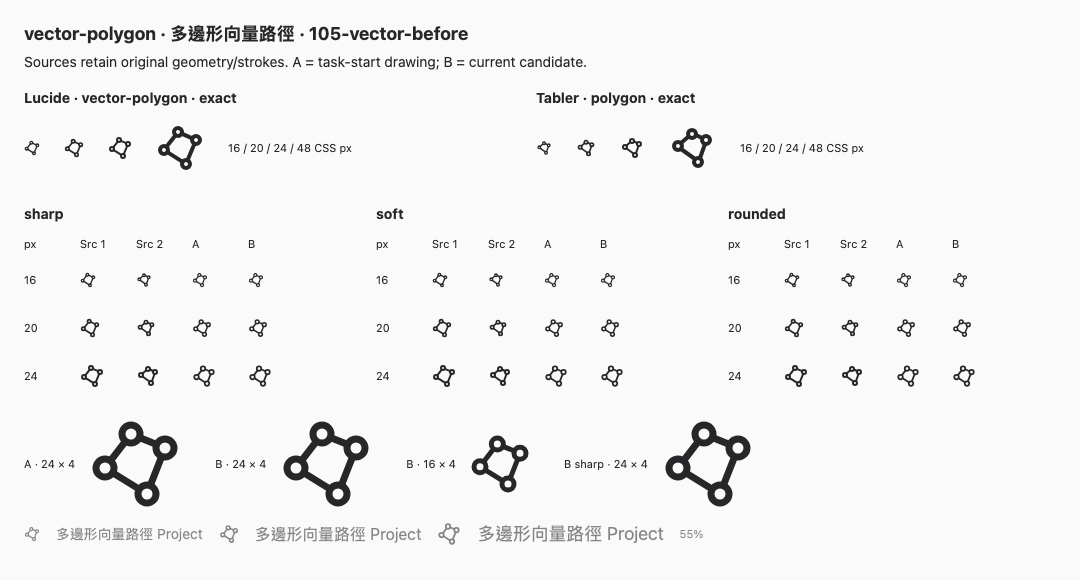 vector-polygon · 多邊形向量路徑 · 105-vector-before
Sources retain original geometry/strokes. A = task-start drawing; B = current candidate.
Lucide · vector-polygon · exact
16 / 20 / 24 / 48 CSS px
Tabler · polygon · exact
16 / 20 / 24 / 48 CSS px
sharp
px Src 1 Src 2 A B
16
20
24
soft
px Src 1 Src 2 A B
16
20
24
rounded
px Src 1 Src 2 A B
16
20
24
A · 24 × 4
B · 24 × 4
B · 16 × 4
B sharp · 24 × 4
多邊形向量路徑 Project
多邊形向量路徑 Project
多邊形向量路徑 Project
55%